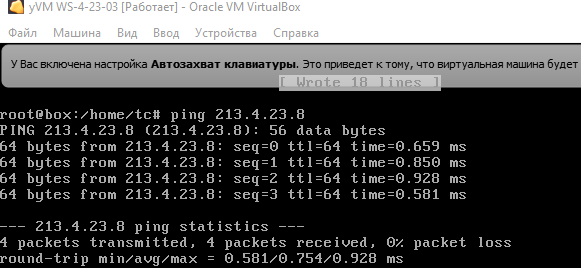 yVM WS-4-23-03 [Работает] - Oracle VM VirtualBox
Файл Машина Вид Ввод Устройства Справка
У Вас включена настройка Автозахват клавиатуры. Это приведет к тому, что виртуальная машина будет
[ Wrote 18 lines ]
root@box:/home/tc# ping 213.4.23.8
PING 213.4.23.8 (213.4.23.8): 56 data bytes
64 bytes from 213.4.23.8: seq=0 ttl=64 time=0.659 ms
64 bytes from 213.4.23.8: seq=1 ttl=64 time=0.850 ms
64 bytes from 213.4.23.8: seq=2 ttl=64 time=0.928 ms
64 bytes from 213.4.23.8: seq=3 ttl=64 time=0.581 ms
--- 213.4.23.8 ping statistics ---
4 packets transmitted, 4 packets received, 0% packet loss
round-trip min/avg/max = 0.581/0.754/0.928 ms